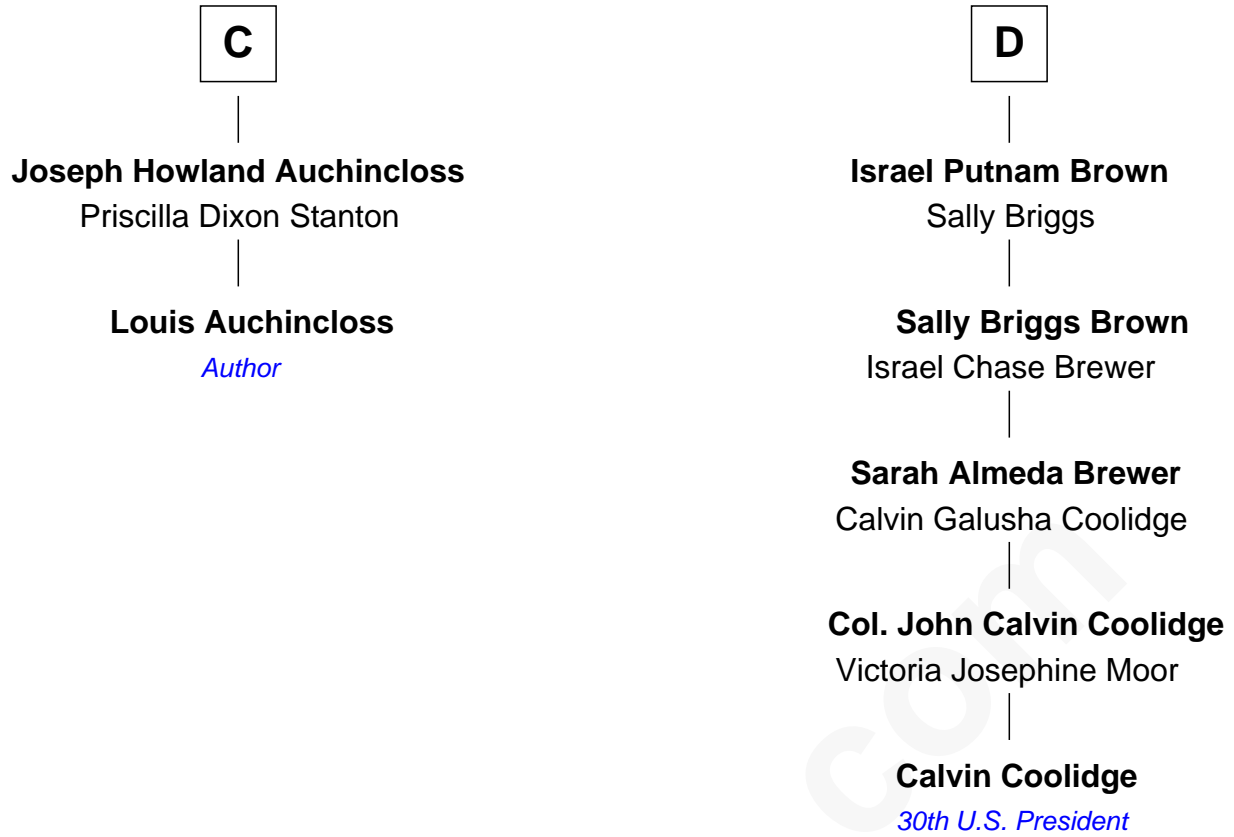 C
Joseph Howland Auchincloss
Priscilla Dixon Stanton
Louis Auchincloss
Author
D
Israel Putnam Brown
Sally Briggs
Sally Briggs Brown
Israel Chase Brewer
Sarah Almeda Brewer
Calvin Galusha Coolidge
Col. John Calvin Coolidge
Victoria Josephine Moor
Calvin Coolidge
30th U.S. President
com